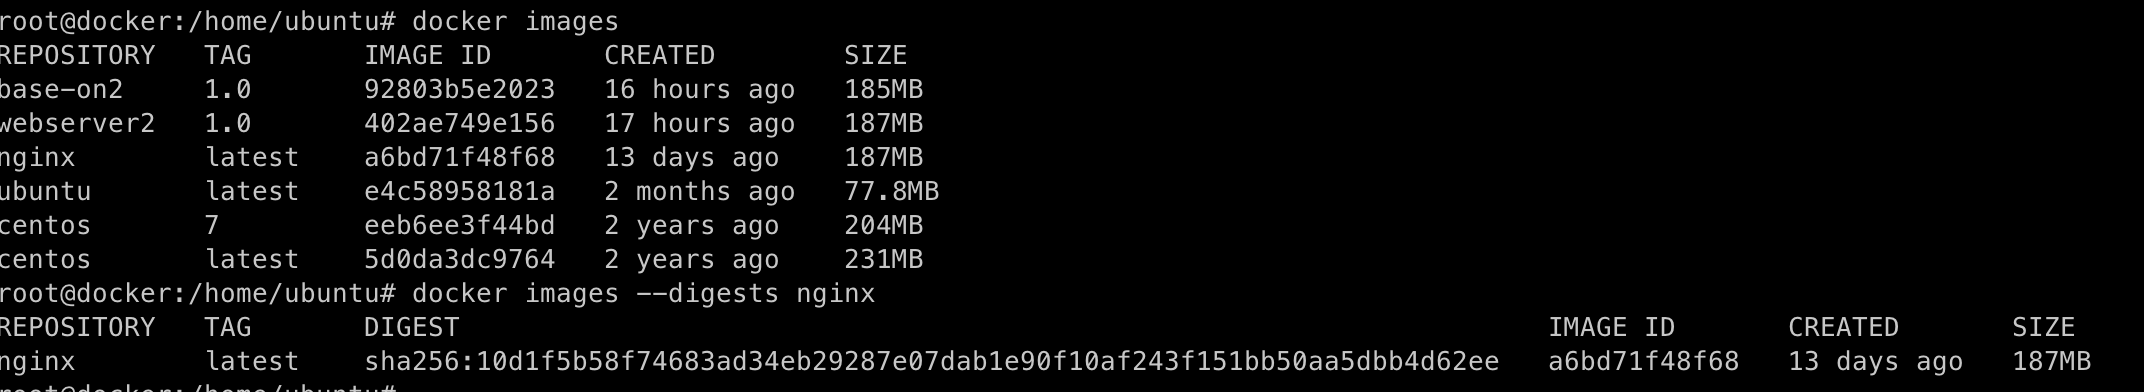 root@docker:/home/ubuntu# docker images
REPOSITORY   TAG       IMAGE ID       CREATED        SIZE
base-on2     1.0       92803b5e2023   16 hours ago   185MB
webserver2   1.0       402ae749e156   17 hours ago   187MB
nginx        latest    a6bd71f48f68   13 days ago    187MB
ubuntu       latest    e4c58958181a   2 months ago   77.8MB
centos       7         eeb6ee3f44bd   2 years ago    204MB
centos       latest    5d0da3dc9764   2 years ago    231MB
root@docker:/home/ubuntu# docker images --digests nginx
REPOSITORY   TAG       DIGEST                                                                    IMAGE ID       CREATED       SIZE
nginx        latest    sha256:10d1f5b58f74683ad34eb29287e07dab1e90f10af243f151bb50aa5dbb4d62ee   a6bd71f48f68   13 days ago   187MB
root@docker:/home/ubuntu#